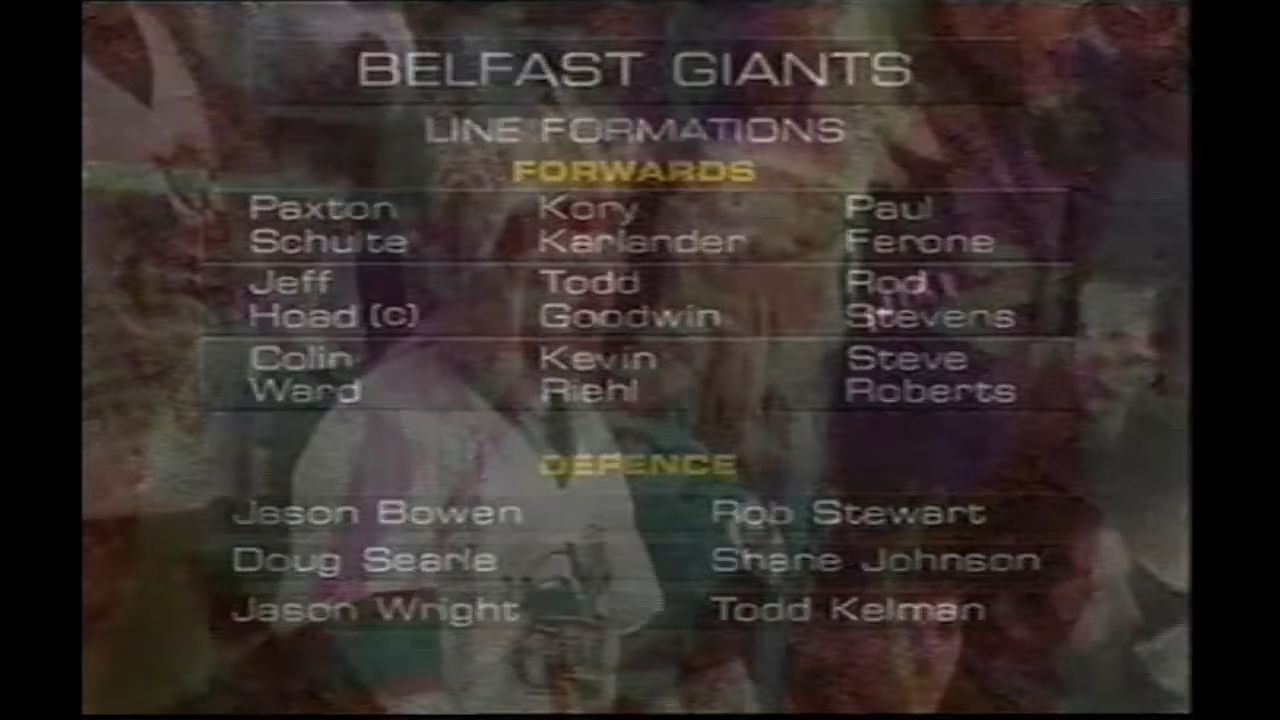 BELFAST GIANTS
LINE FORMATIONS
FORWARDS
Paxton Kory Paul
Schulte Karlander Ferone
Jeff Todd Rod
Hoad (c) Goodwin Stevens
Colin Kevin Steve
Ward Riehl Roberts
DEFENCE
Jason Bowen Rob Stewart
Doug Searle Shane Johnson
Jason Wright Todd Kelman